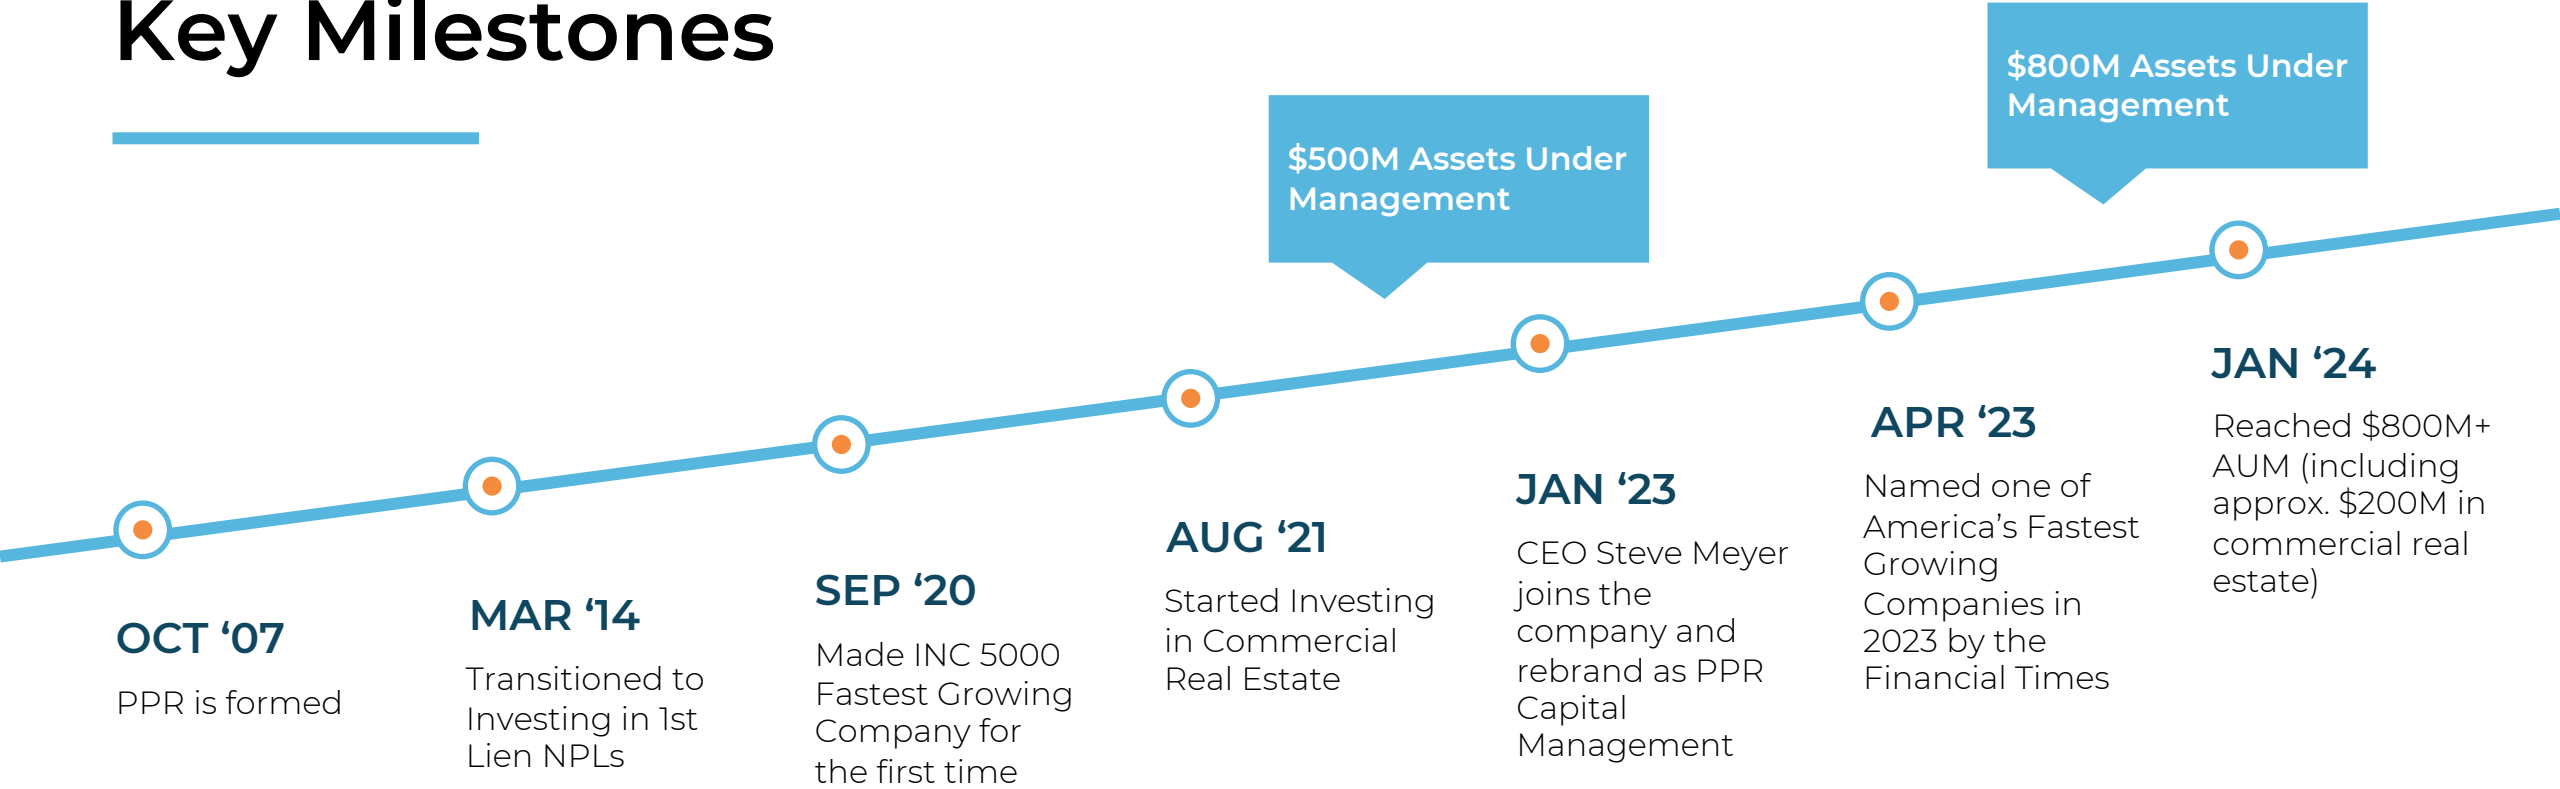 Key Milestones
$500M Assets Under
Management
$800M Assets Under
Management
OCT ‘07
PPR is formed
MAR ‘14
Transitioned to
Investing in 1st
Lien NPLs
SEP ‘20
Made INC 5000
Fastest Growing
Company for
the first time
AUG ‘21
Started Investing
in Commercial
Real Estate
JAN ‘23
CEO Steve Meyer
joins the
company and
rebrand as PPR
Capital
Management
APR ‘23
Named one of
America’s Fastest
Growing
Companies in
2023 by the
Financial Times
JAN ‘24
Reached $800M+
AUM (including
approx. $200M in
commercial real
estate)